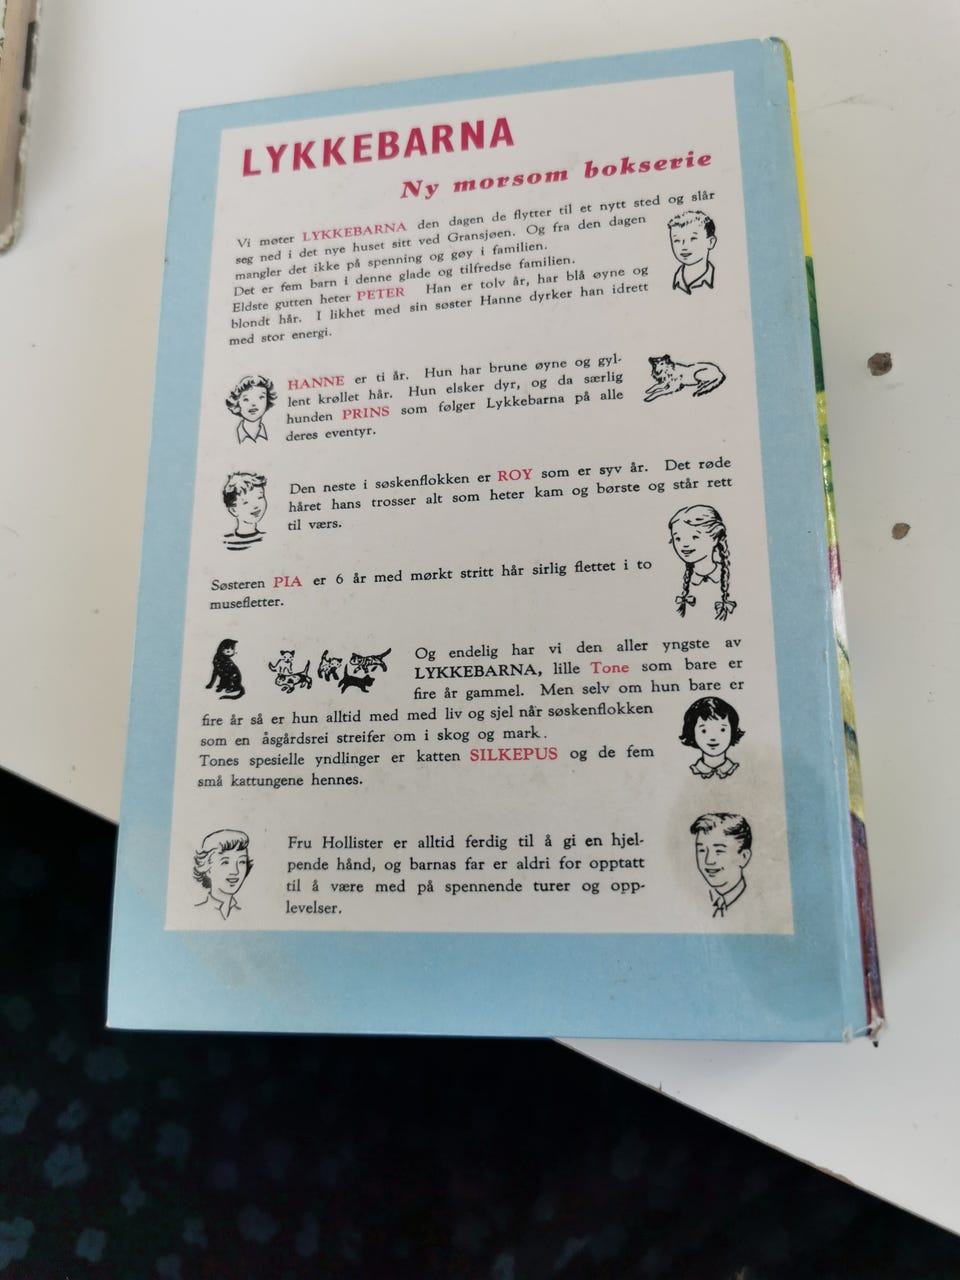 LYKKEBARNA
Ny morsom bokserie
Vi møter LYKKEBARNA den dagen de flytter til et nytt sted og slår
seg ned i det nye huset sitt ved Gransjøen. Og fra den dagen
mangler det ikke på spenning og gøy i familien.
Det er fem barn i denne glade og tilfredse familien.
Eldste gutten heter PETER Han er tolv år, har blå øyne og
blondt hår. I likhet med sin søster Hanne dyrker han idrett
med stor energi.
HANNE er ti år. Hun har brune øyne og gyl-
lent krøllet hår. Hun elsker dyr, og da særlig
hunden PRINS som følger Lykkebarna på alle
deres eventyr.
Den neste i søskenflokken er ROY som er syv år. Det røde
håret hans trosser alt som heter kam og børste og står rett
til værs.
Søsteren PIA er 6 år med mørkt stritt hår sirlig flettet i to
musefletter.
Og endelig har vi den aller yngste av
LYKKEBARNA, lille Tone som bare er
fire år gammel. Men selv om hun bare er
fire år så er hun alltid med med liv og sjel når søskenflokken
som en åsgårdsrei streifer om i skog og mark.
Tones spesielle yndlinger er katten SILKEPUS og de fem
små kattungene hennes.
Fru Hollister er alltid ferdig til å gi en hjel-
pende hånd, og barnas far er aldri for opptatt
til å være med på spennende turer og opp-
levelser.